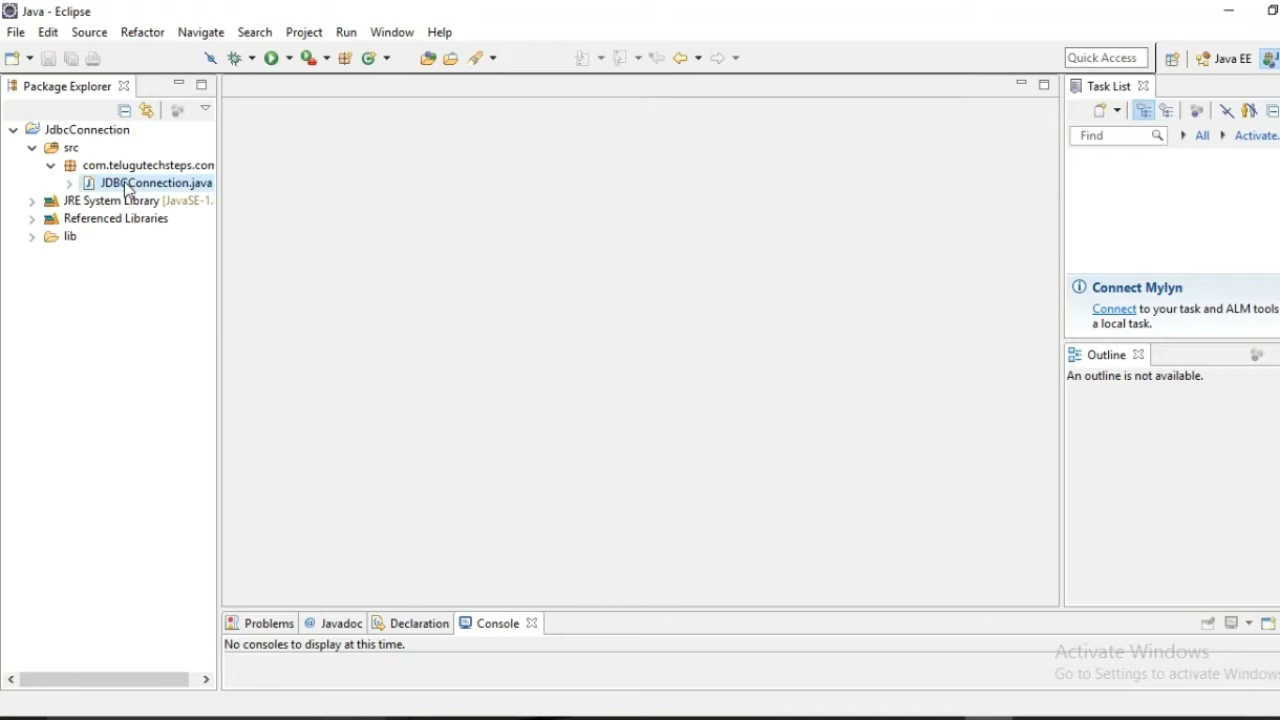 Java - Eclipse
File Edit Source Refactor Navigate Search Project Run Window Help
Quick Access
Java EE
Package Explorer
Task List
JdbcConnection
src
com.telugutechsteps.con
JDBCConnection.java
JRE System Library [JavaSE-1.
Referenced Libraries
lib
Find
All
Activate.
Connect Mylyn
Connect to your task and ALM tools
a local task.
Outline
An outline is not available.
Problems Javadoc Declaration Console
No consoles to display at this time.
Activate Windows
Go to Settings to activate Windows